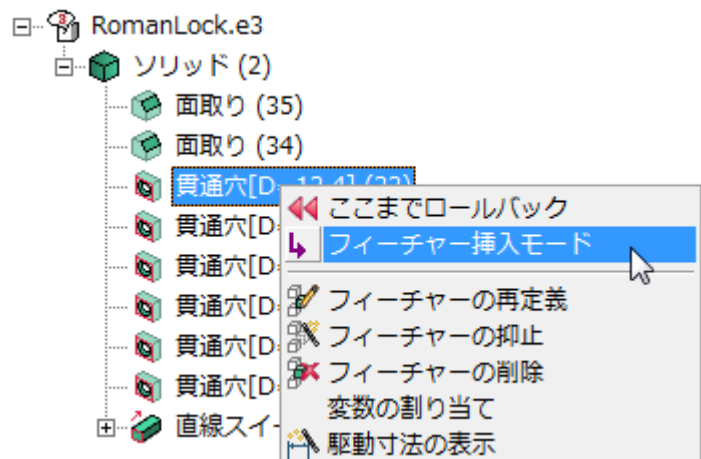 RomanLock.e3
ソリッド (2)
面取り (35)
面取り (34)
貫通穴[D=
ここまでロールバック
貫通穴[D=
フィーチャー挿入モード
貫通穴[D=
貫通穴[D=
フィーチャーの再定義
貫通穴[D=
フィーチャーの抑止
貫通穴[D=
フィーチャーの削除
変数の割り当て
直線スイ
駆動寸法の表示